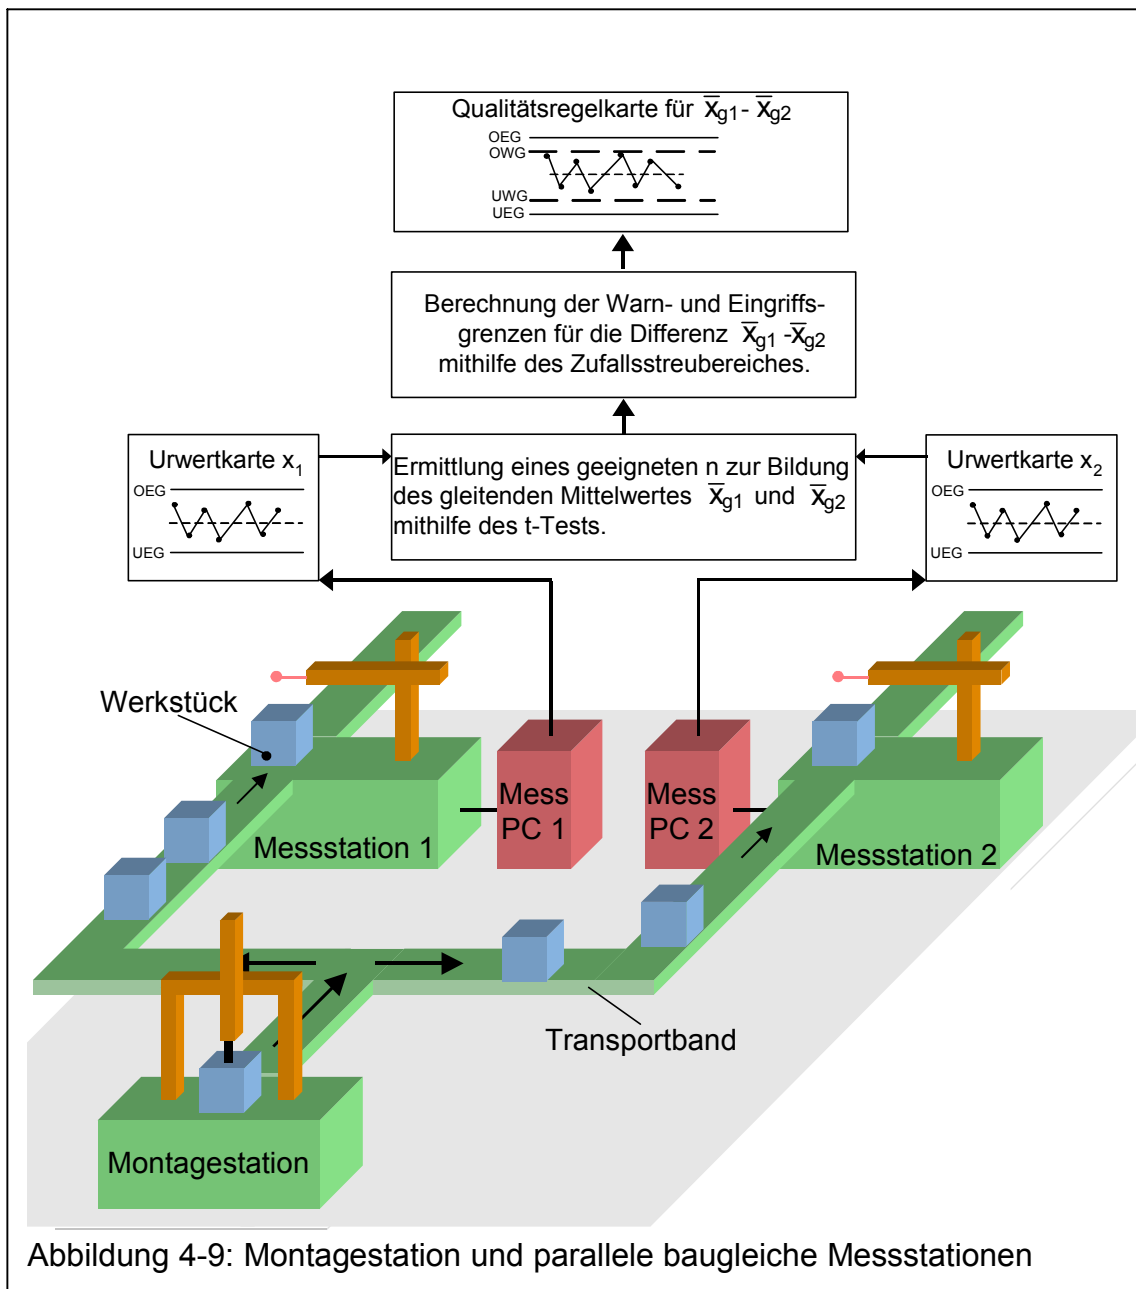 Qualitätsregelkarte für x̄g1 - x̄g2
OEG
OWG
UWG
UEG
Berechnung der Warn- und Eingriffs-
grenzen für die Differenz x̄g1 -x̄g2
mithilfe des Zufallsstreubereiches.
Urwertkarte x1
OEG
UEG
Ermittlung eines geeigneten n zur Bildung
des gleitenden Mittelwertes x̄g1 und x̄g2
mithilfe des t-Tests.
Urwertkarte x2
OEG
UEG
Werkstück
Mess
PC 1
Mess
PC 2
Messstation 1
Messstation 2
Transportband
Montagestation
Abbildung 4-9: Montagestation und parallele baugleiche Messstationen